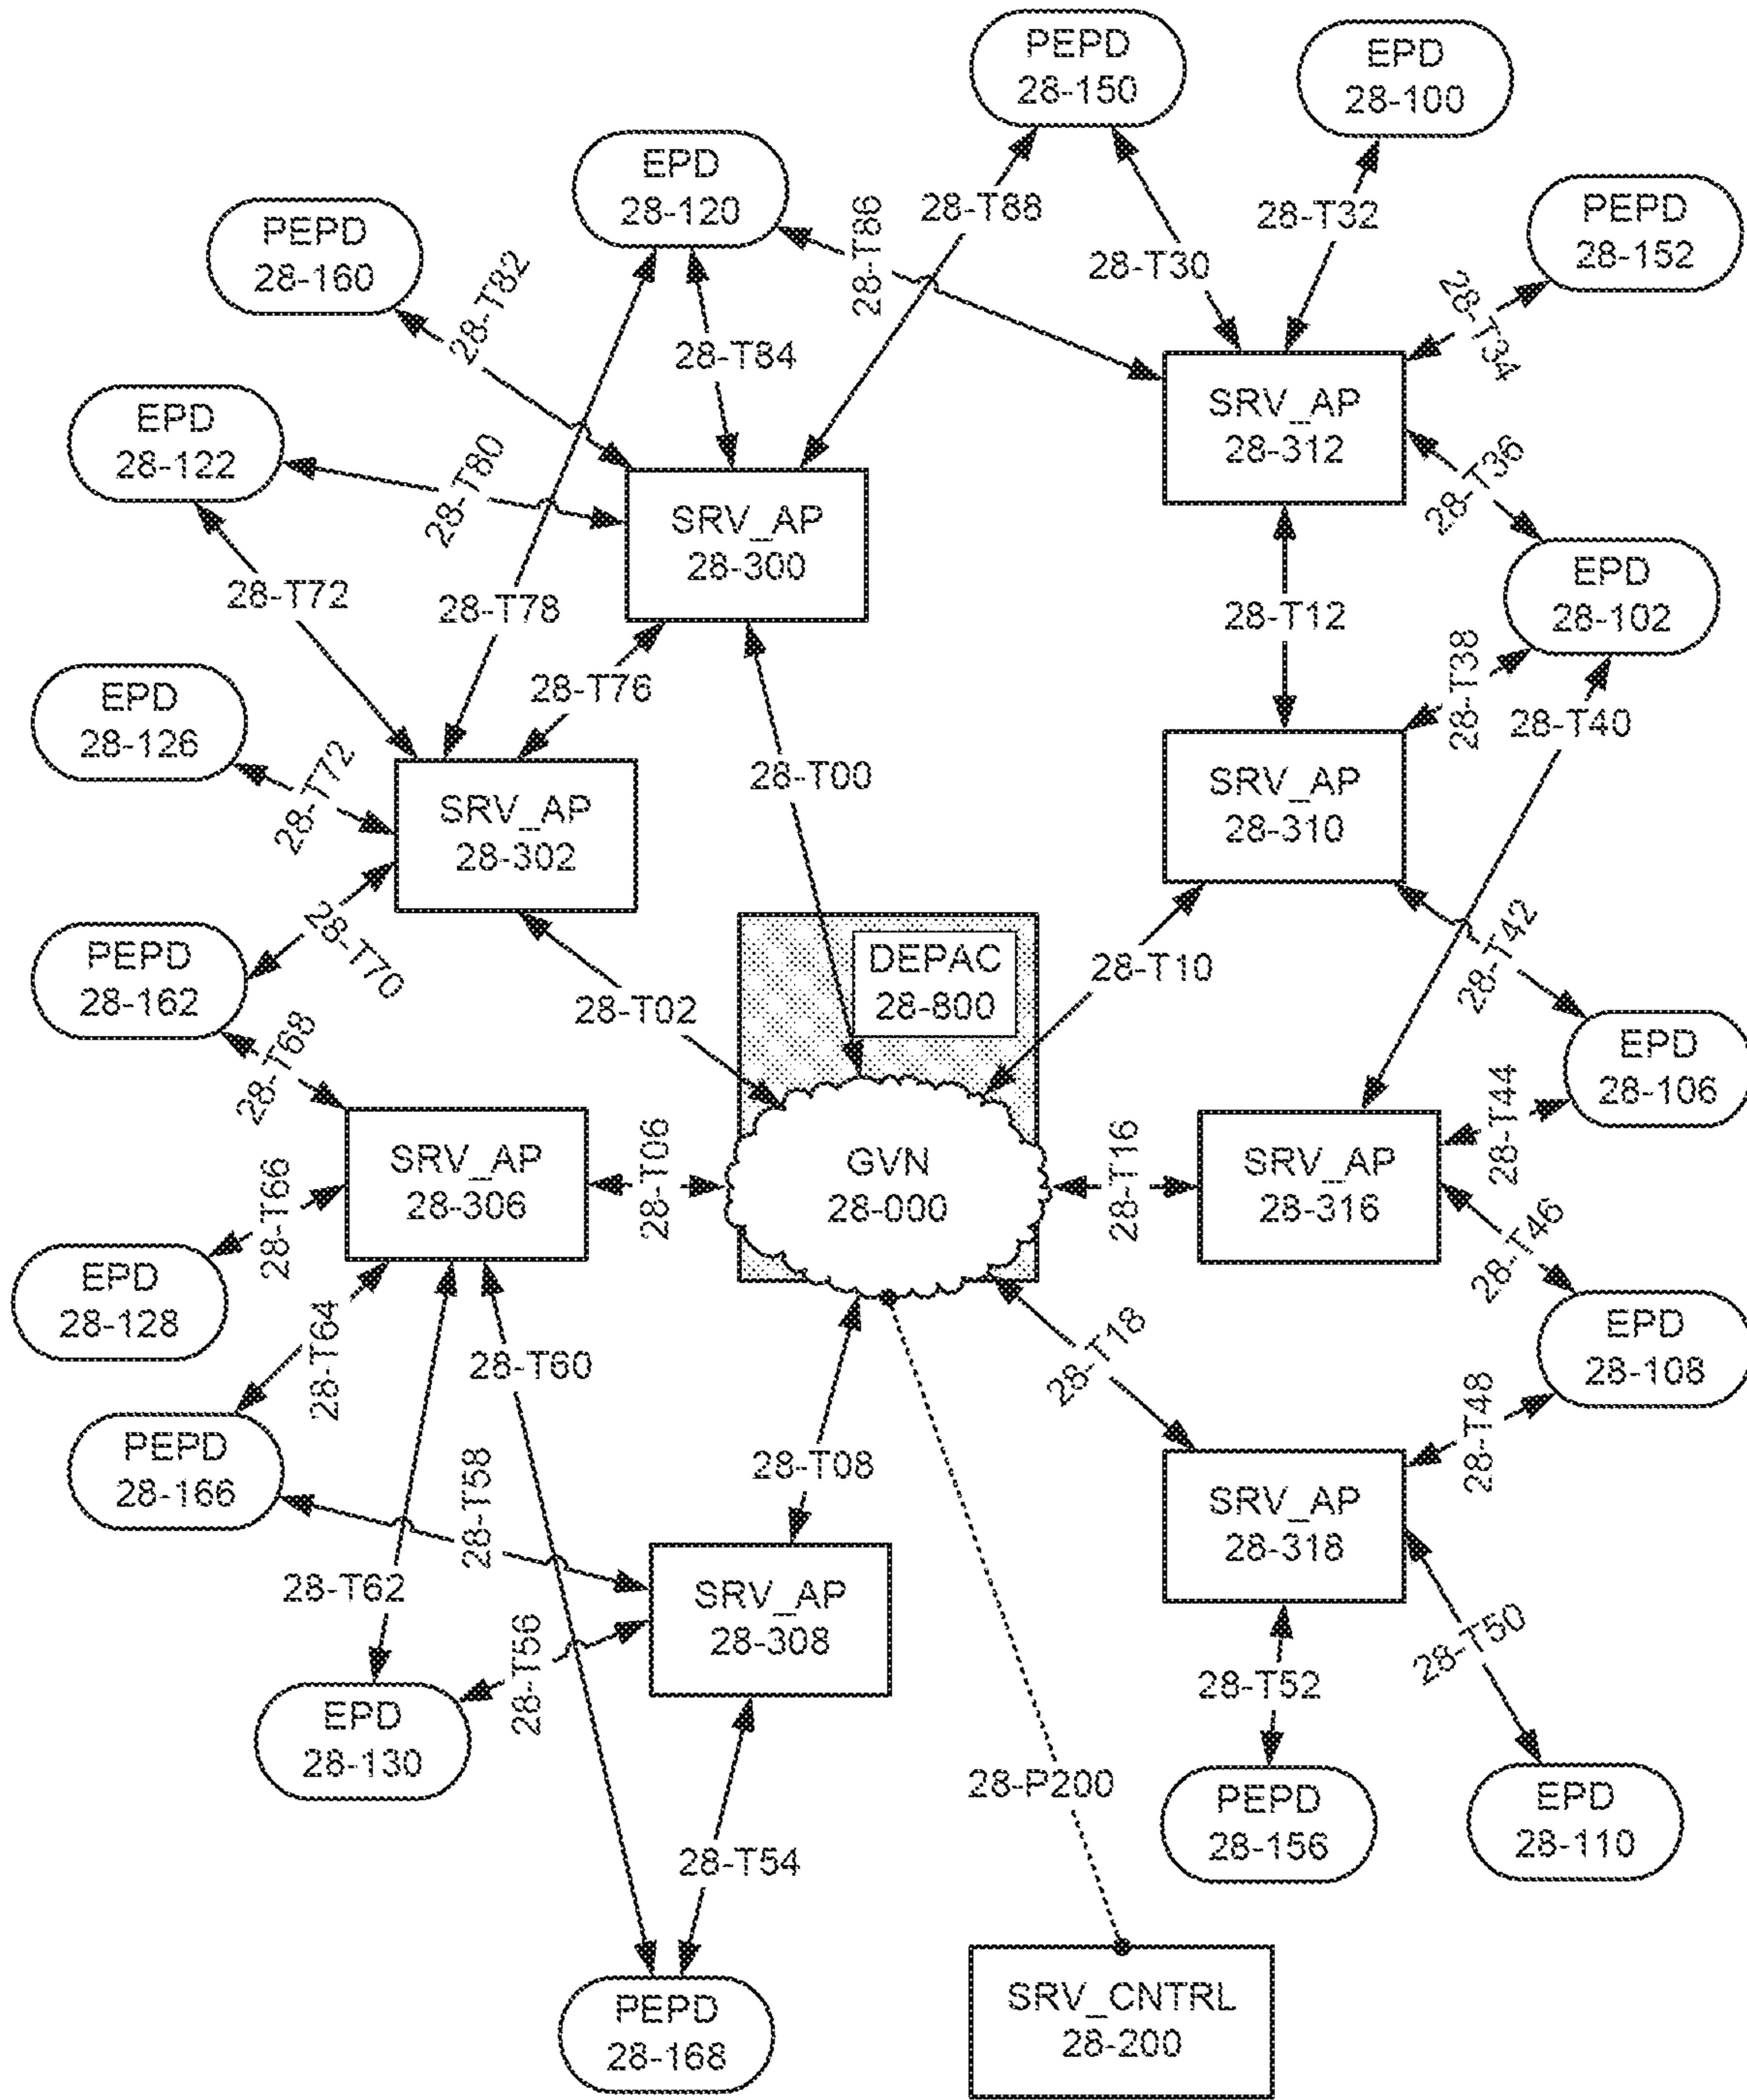 PEPD
28-150
EPD
28-100
EPD
28-120
PEPD
28-160
28-T88
28-T32
PEPD
28-152
28-T86
28-T30
28-T82
28-T84
28-T34
EPD
28-122
SRV_AP
28-312
28-T80
28-T36
SRV_AP
28-300
28-T72
28-T78
28-T12
EPD
28-102
28-T76
28-T38
28-T40
EPD
28-126
28-T72
28-T00
SRV_AP
28-302
SRV_AP
28-310
28-T70
28-T42
PEPD
28-162
28-T02
DEPAC
28-800
28-T10
28-T68
EPD
28-106
28-T44
SRV_AP
28-306
28-T06
GVN
28-000
28-T16
SRV_AP
28-316
28-T66
28-T46
EPD
28-128
28-T64
28-T60
28-T18
EPD
28-108
28-T48
PEPD
28-166
28-T58
28-T08
SRV_AP
28-318
28-T62
SRV_AP
28-308
28-T56
28-T50
28-T52
EPD
28-130
28-P200
PEPD
28-156
EPD
28-110
28-T54
PEPD
28-168
SRV_CNTRL
28-200